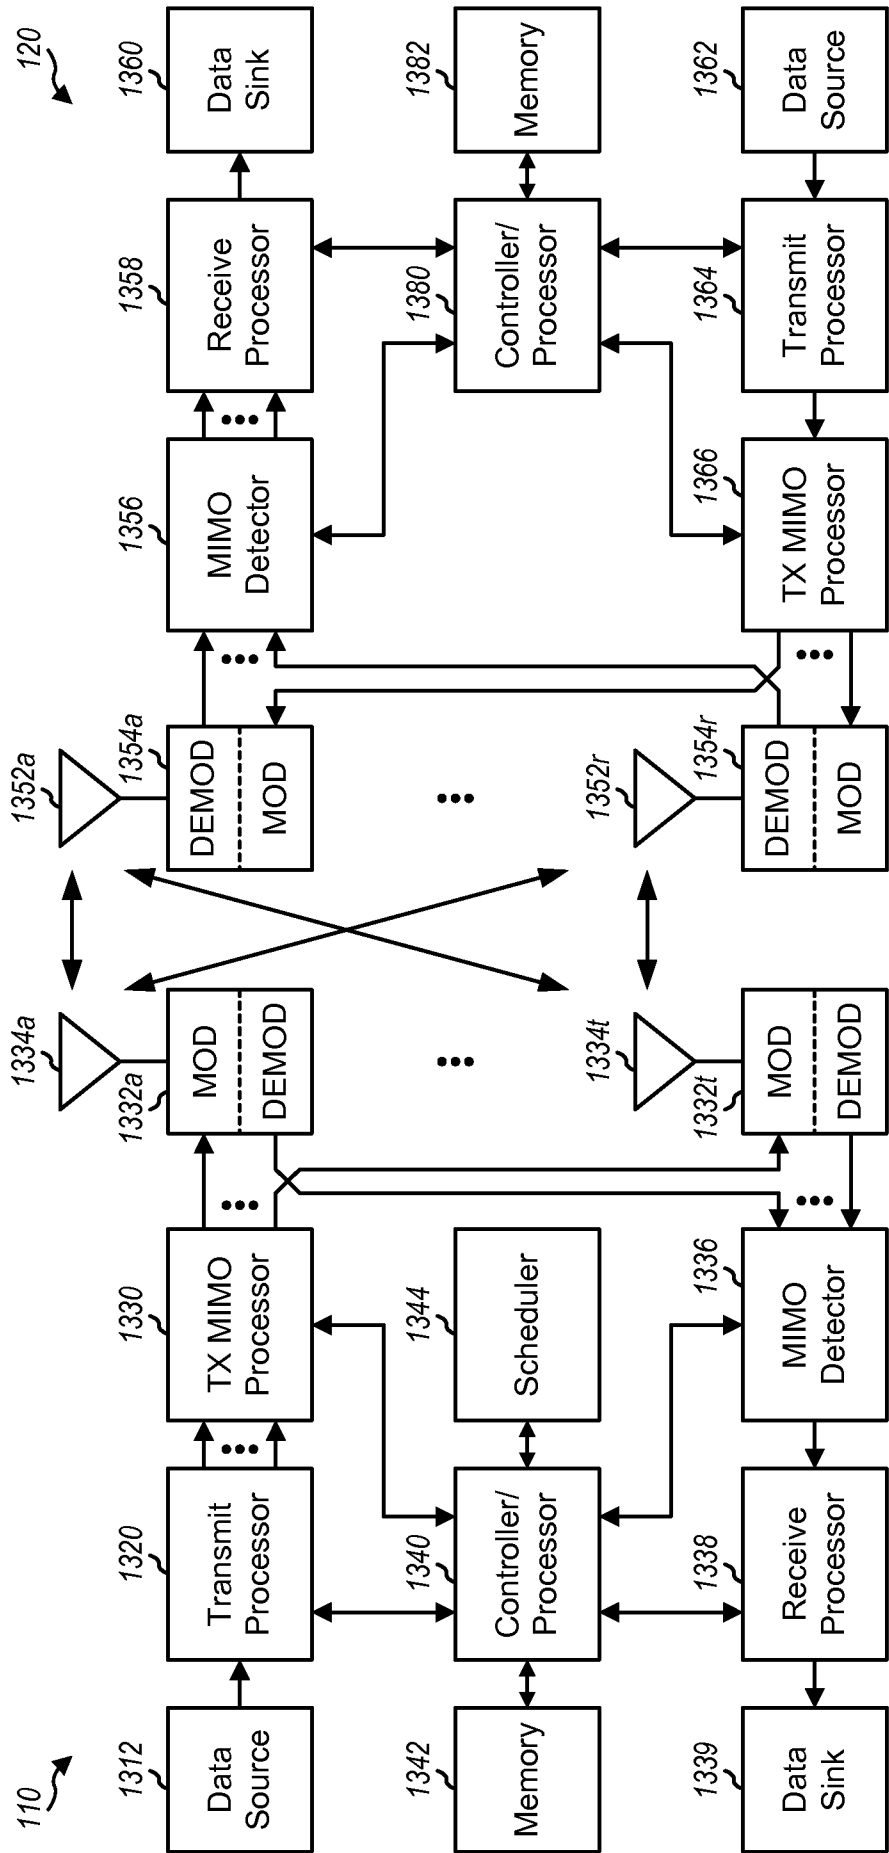 110
120
1312
Data
Source
1320
Transmit
Processor
1330
TX MIMO
Processor
1332a
MOD
DEMOD
1334a
1352a
1354a
DEMOD
MOD
1356
MIMO
Detector
1358
Receive
Processor
1360
Data
Sink
1342
Memory
1340
Controller/
Processor
1344
Scheduler
1380
Controller/
Processor
1382
Memory
1339
Data
Sink
1338
Receive
Processor
1336
MIMO
Detector
1332t
MOD
DEMOD
1334t
1352r
1354r
DEMOD
MOD
1366
TX MIMO
Processor
1364
Transmit
Processor
1362
Data
Source